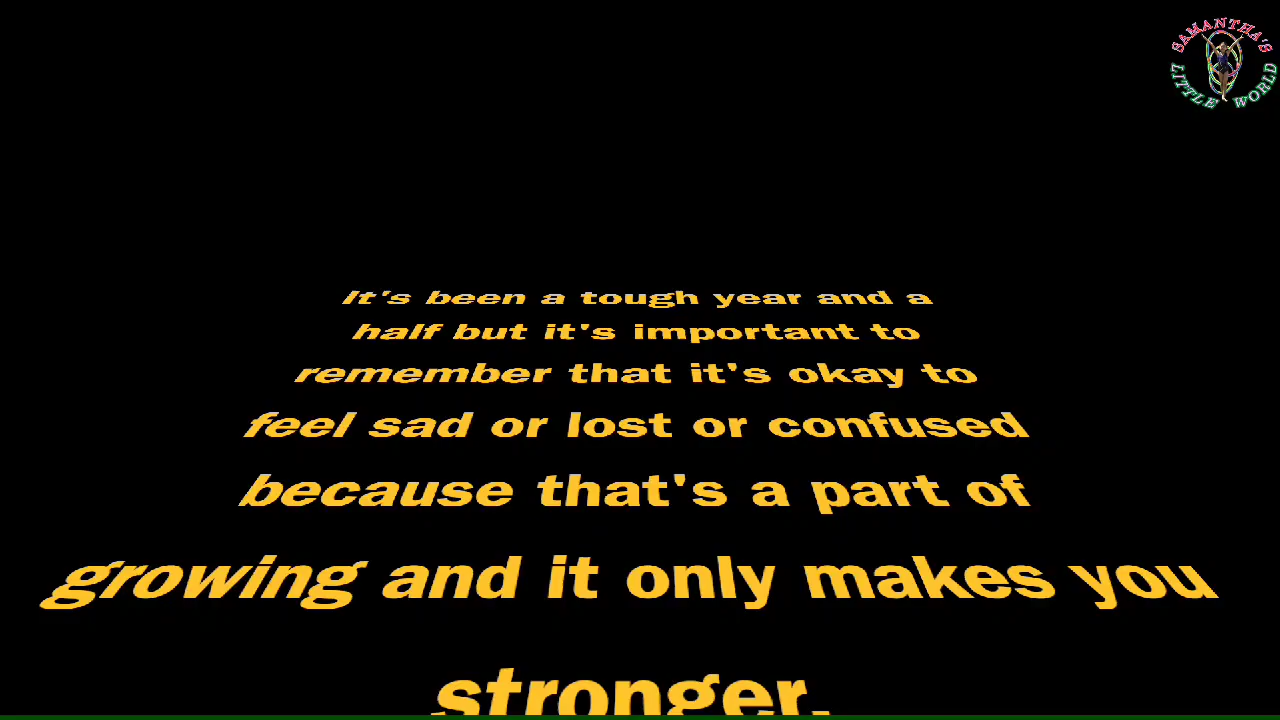 SAMANTHA'S
LITTLE WORLD
It's been a tough year and a
half but it's important to
remember that it's okay to
feel sad or lost or confused
because that's a part of
growing and it only makes you
stronger.